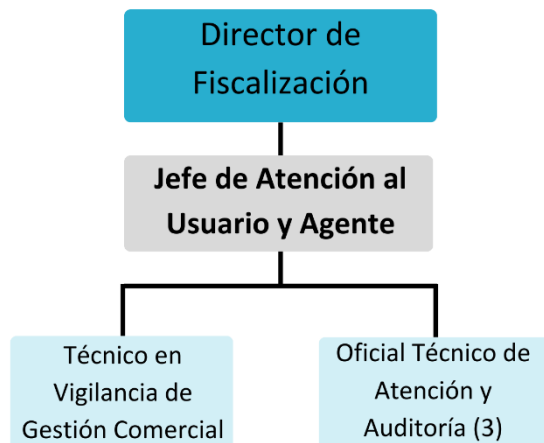 Director de
Fiscalización
Jefe de Atención al
Usuario y Agente
Técnico en
Vigilancia de
Gestión Comercial
Oficial Técnico de
Atención y
Auditoría (3)